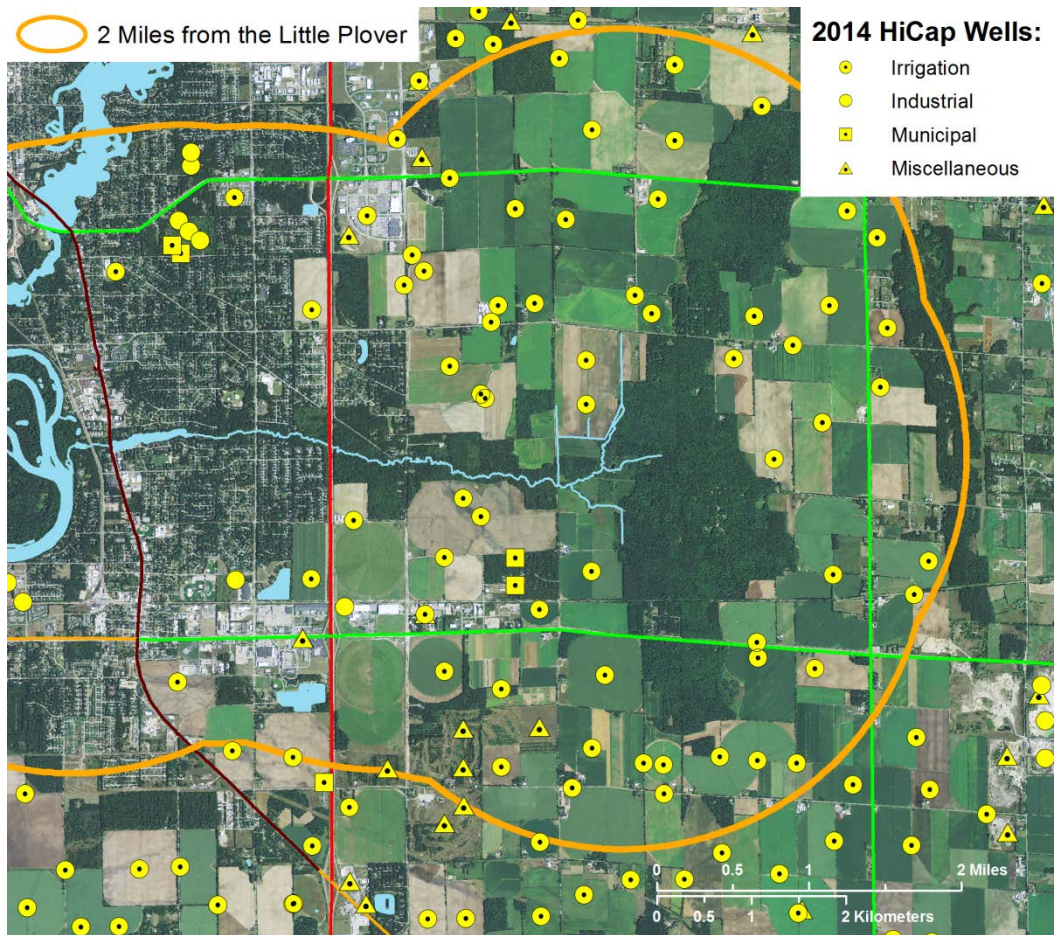 2 Miles from the Little Plover
2014 HiCap Wells:
Irrigation
Industrial
Municipal
Miscellaneous
0 0.5 1 2 Miles
0 0.5 1 2 Kilometers